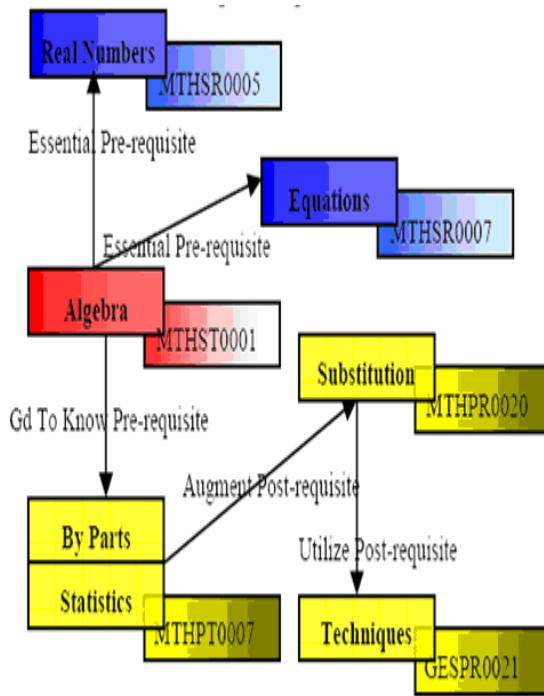 Real Numbers
MTHSR0005
Essential Pre-requisite
Equations
MTHSR0007
Essential Pre-requisite
Algebra
MTHST0001
Substitution
MTHPR0020
Gd To Know Pre-requisite
Augment Post-requisite
By Parts
Utilize Post-requisite
Statistics
MTHPT0007
Techniques
GESPR0021